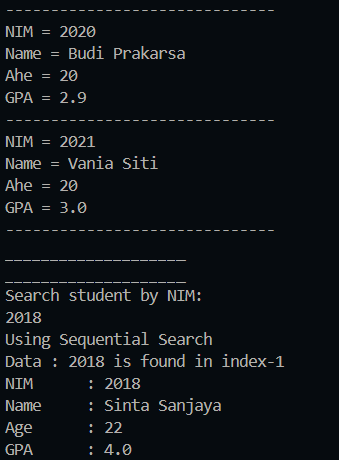 ------------------------------
NIM = 2020
Name = Budi Prakarsa
Ahe = 20
GPA = 2.9
------------------------------
NIM = 2021
Name = Vania Siti
Ahe = 20
GPA = 3.0
------------------------------
____________________
____________________
Search student by NIM:
2018
Using Sequential Search
Data : 2018 is found in index-1
NIM      : 2018
Name     : Sinta Sanjaya
Age      : 22
GPA      : 4.0